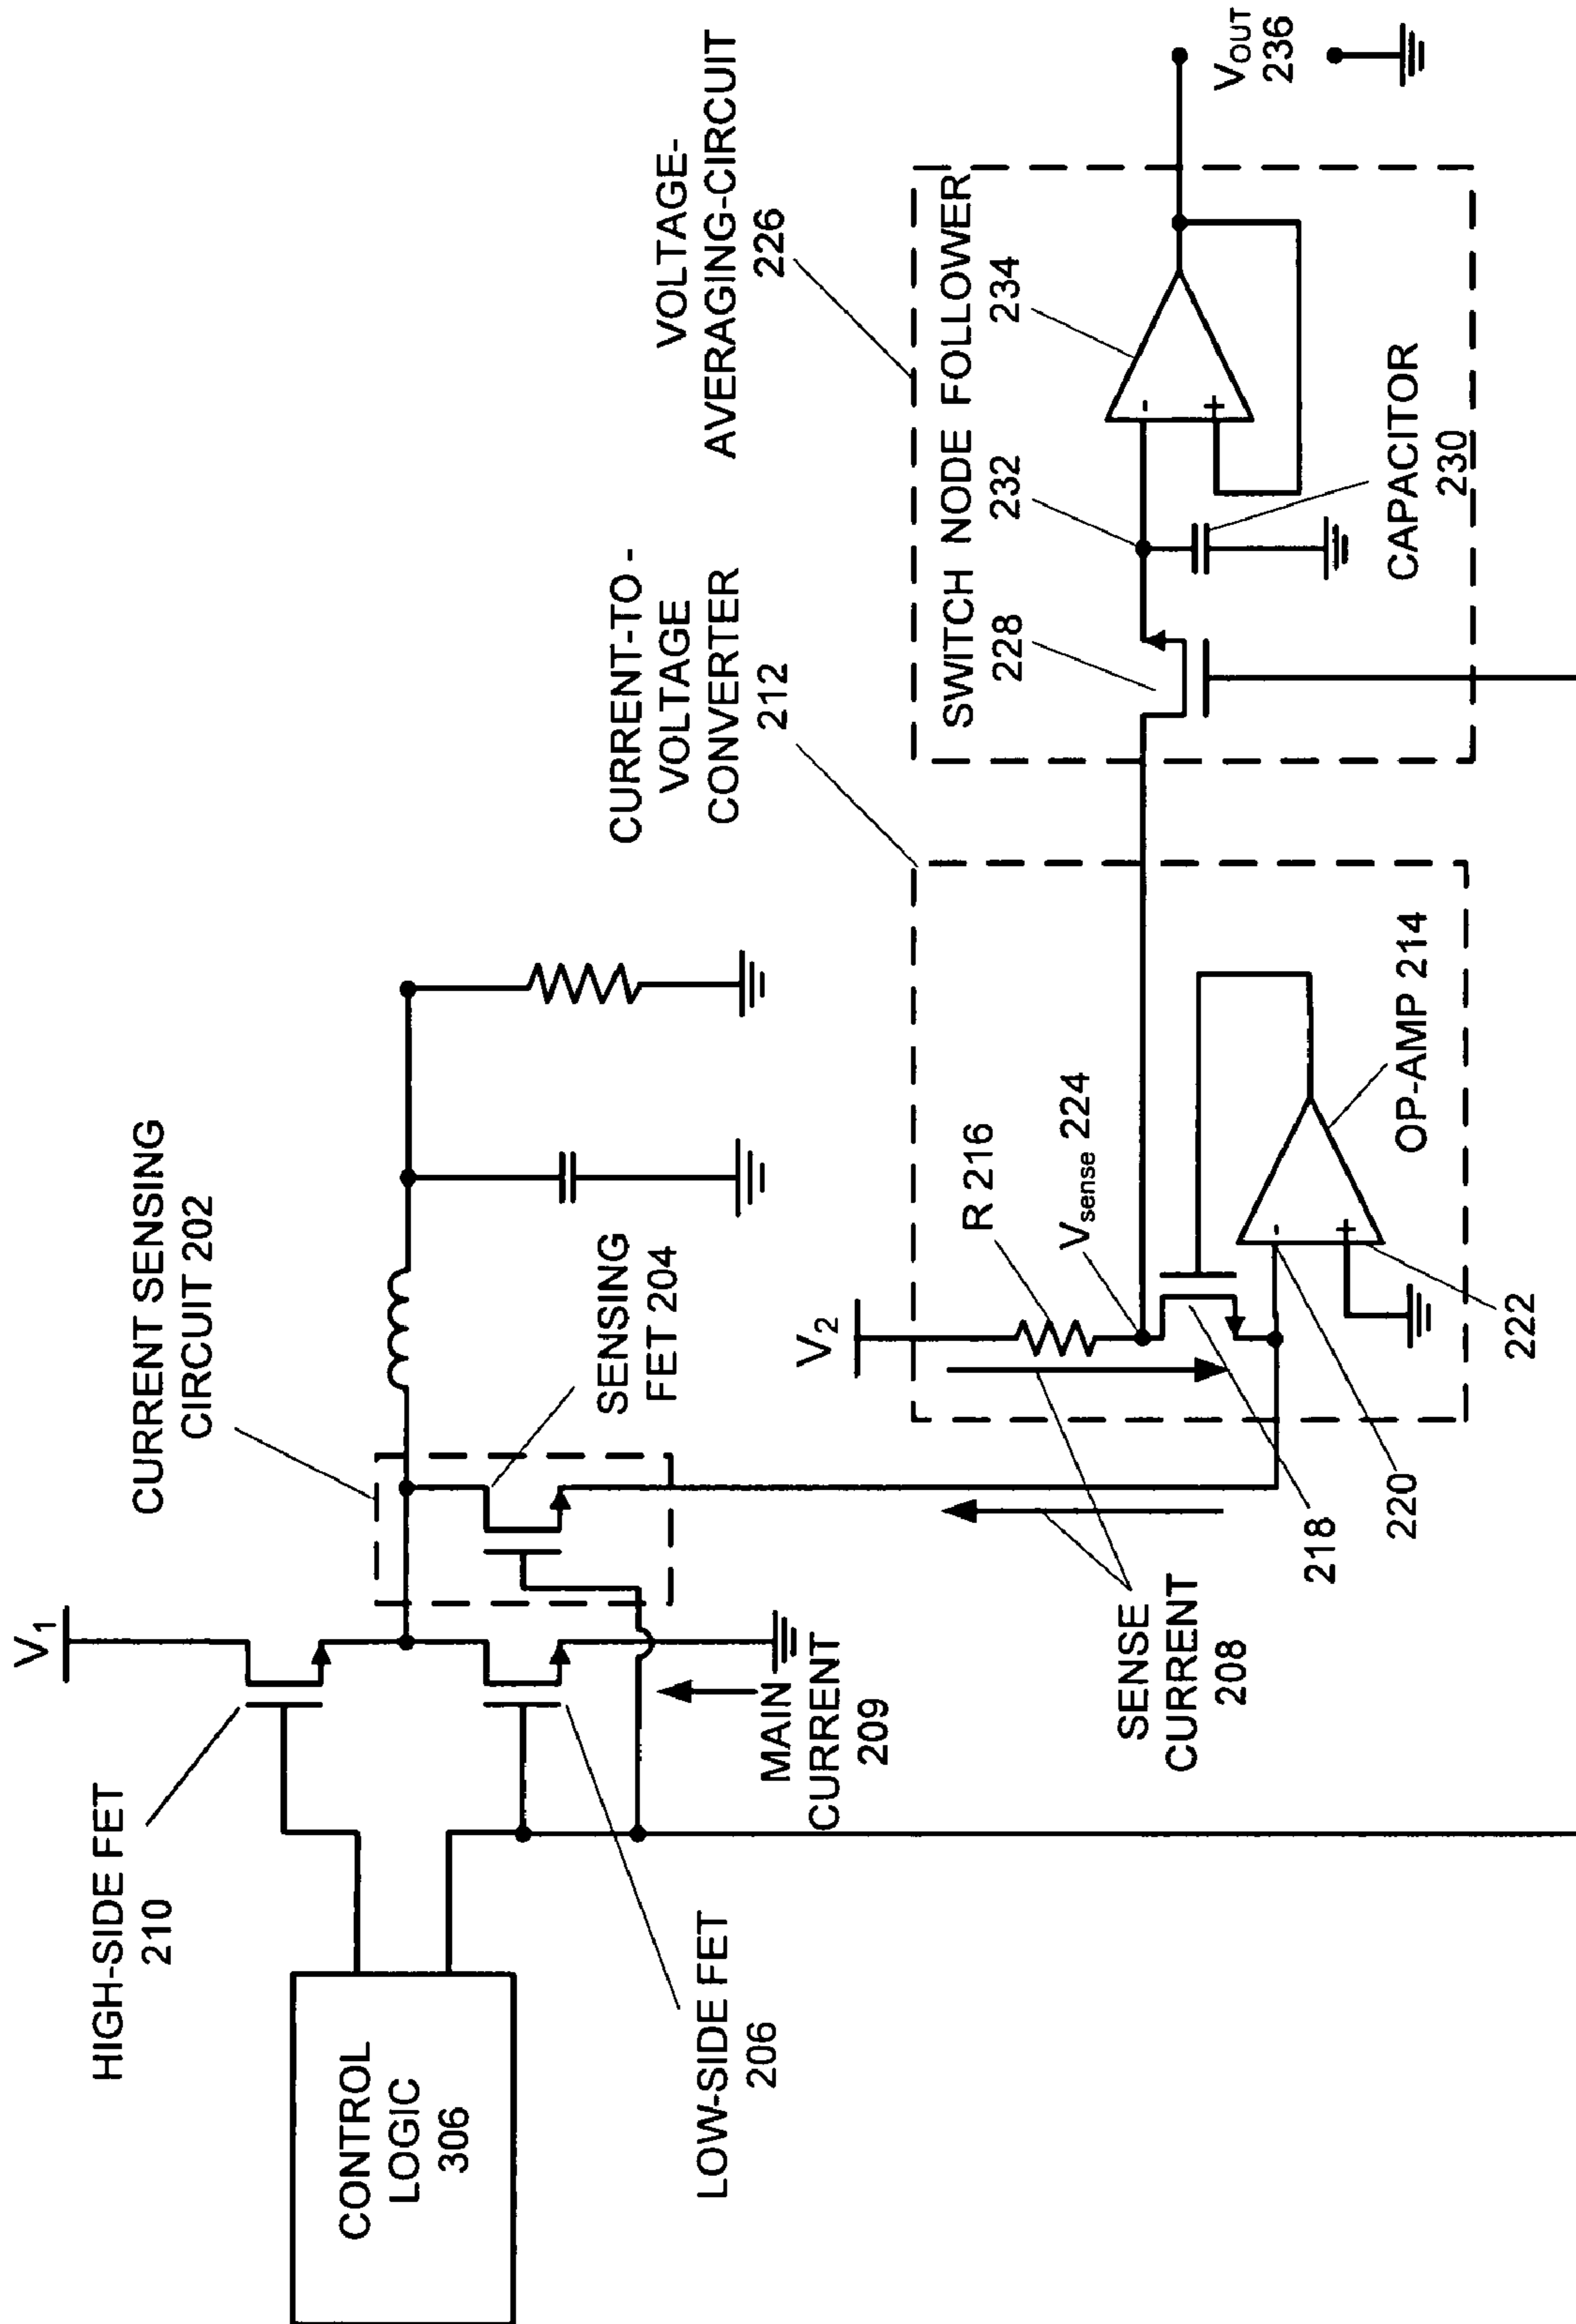 V1
HIGH-SIDE FET
210
CONTROL
LOGIC
306
LOW-SIDE FET
206
MAIN
CURRENT
209
CURRENT SENSING
CIRCUIT 202
SENSING
FET 204
SENSE
CURRENT
208
CURRENT-TO-
VOLTAGE
CONVERTER
212
V2
R 216
Vsense 224
218
220
222
-
+
OP-AMP 214
VOLTAGE-
AVERAGING-CIRCUIT
226
SWITCH NODE FOLLOWER
228 232 234
-
+
CAPACITOR
230
VOUT
236